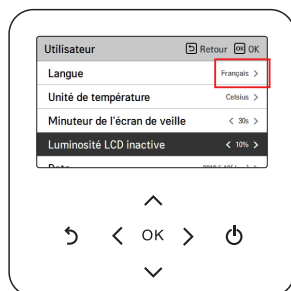 Utilisateur Retour OK OK
Langue Français >
Unité de température Celsius >
Minuteur de l'écran de veille < 30s >
Luminosité LCD inactive < 10% >
OK